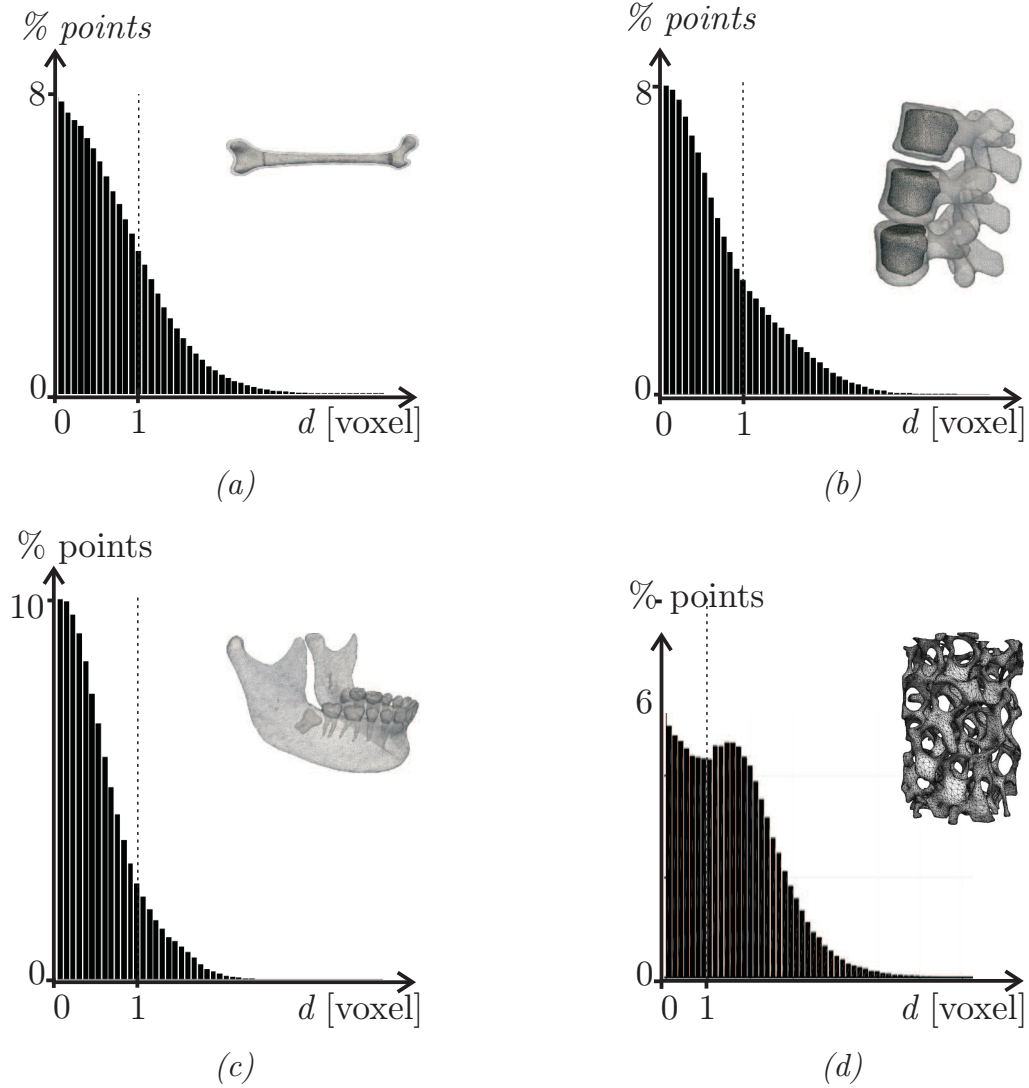 % points
8
0
0 1 d [voxel]
(a)
% points
8
0
0 1 d [voxel]
(b)
% points
10
0
0 1 d [voxel]
(c)
% points
6
0
0 1 d [voxel]
(d)